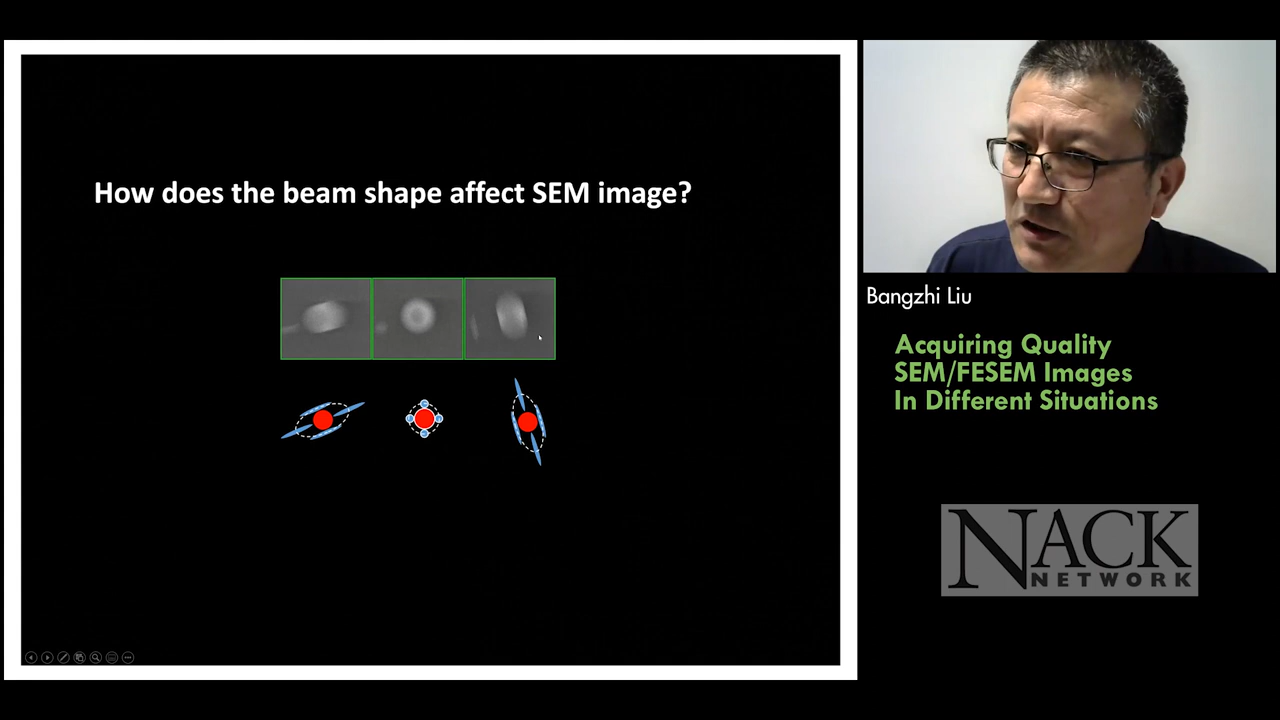 How does the beam shape affect SEM image?
Bangzhi Liu
Acquiring Quality
SEM/FESEM Images
In Different Situations
NACK
NETWORK